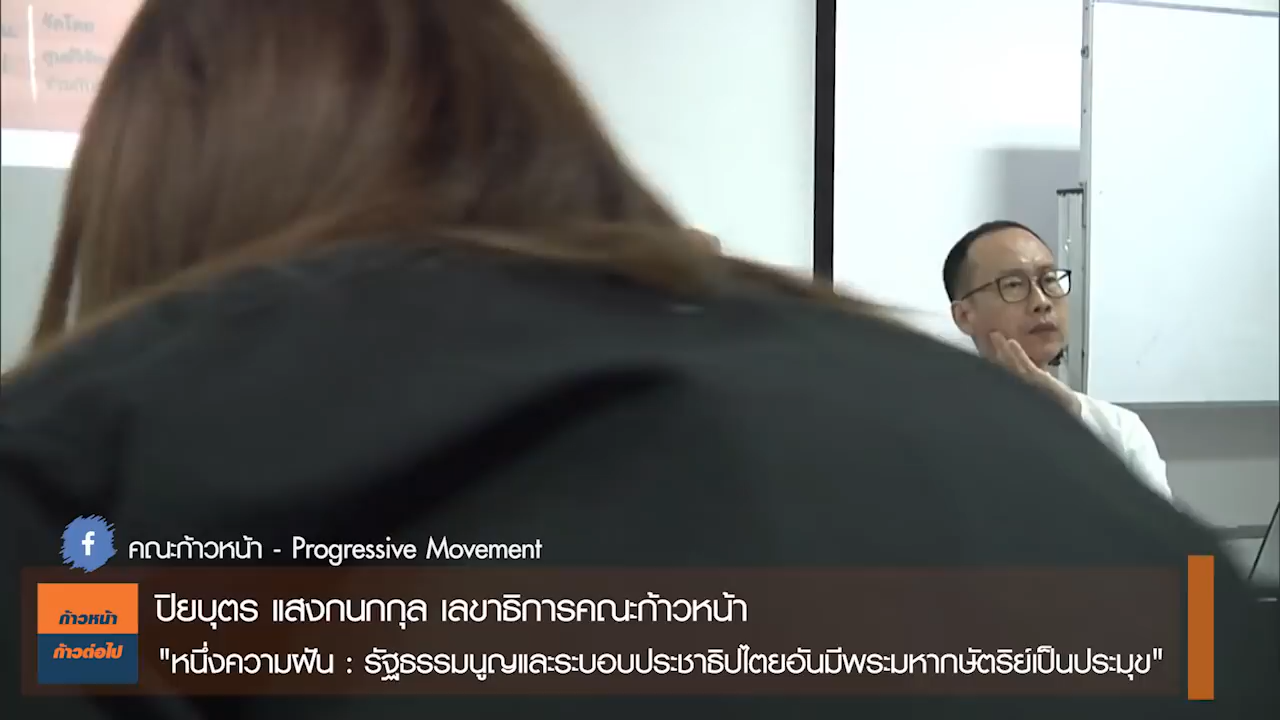 จัดโดย
คณะก้าวหน้า - Progressive Movement
ก้าวหน้า
ก้าวต่อไป
ปิยบุตร แสงกนกกุล เลขาธิการคณะก้าวหน้า
"หนึ่งความฝัน : รัฐธรรมนูญและระบอบประชาธิปไตยอันมีพระมหากษัตริย์เป็นประมุข"